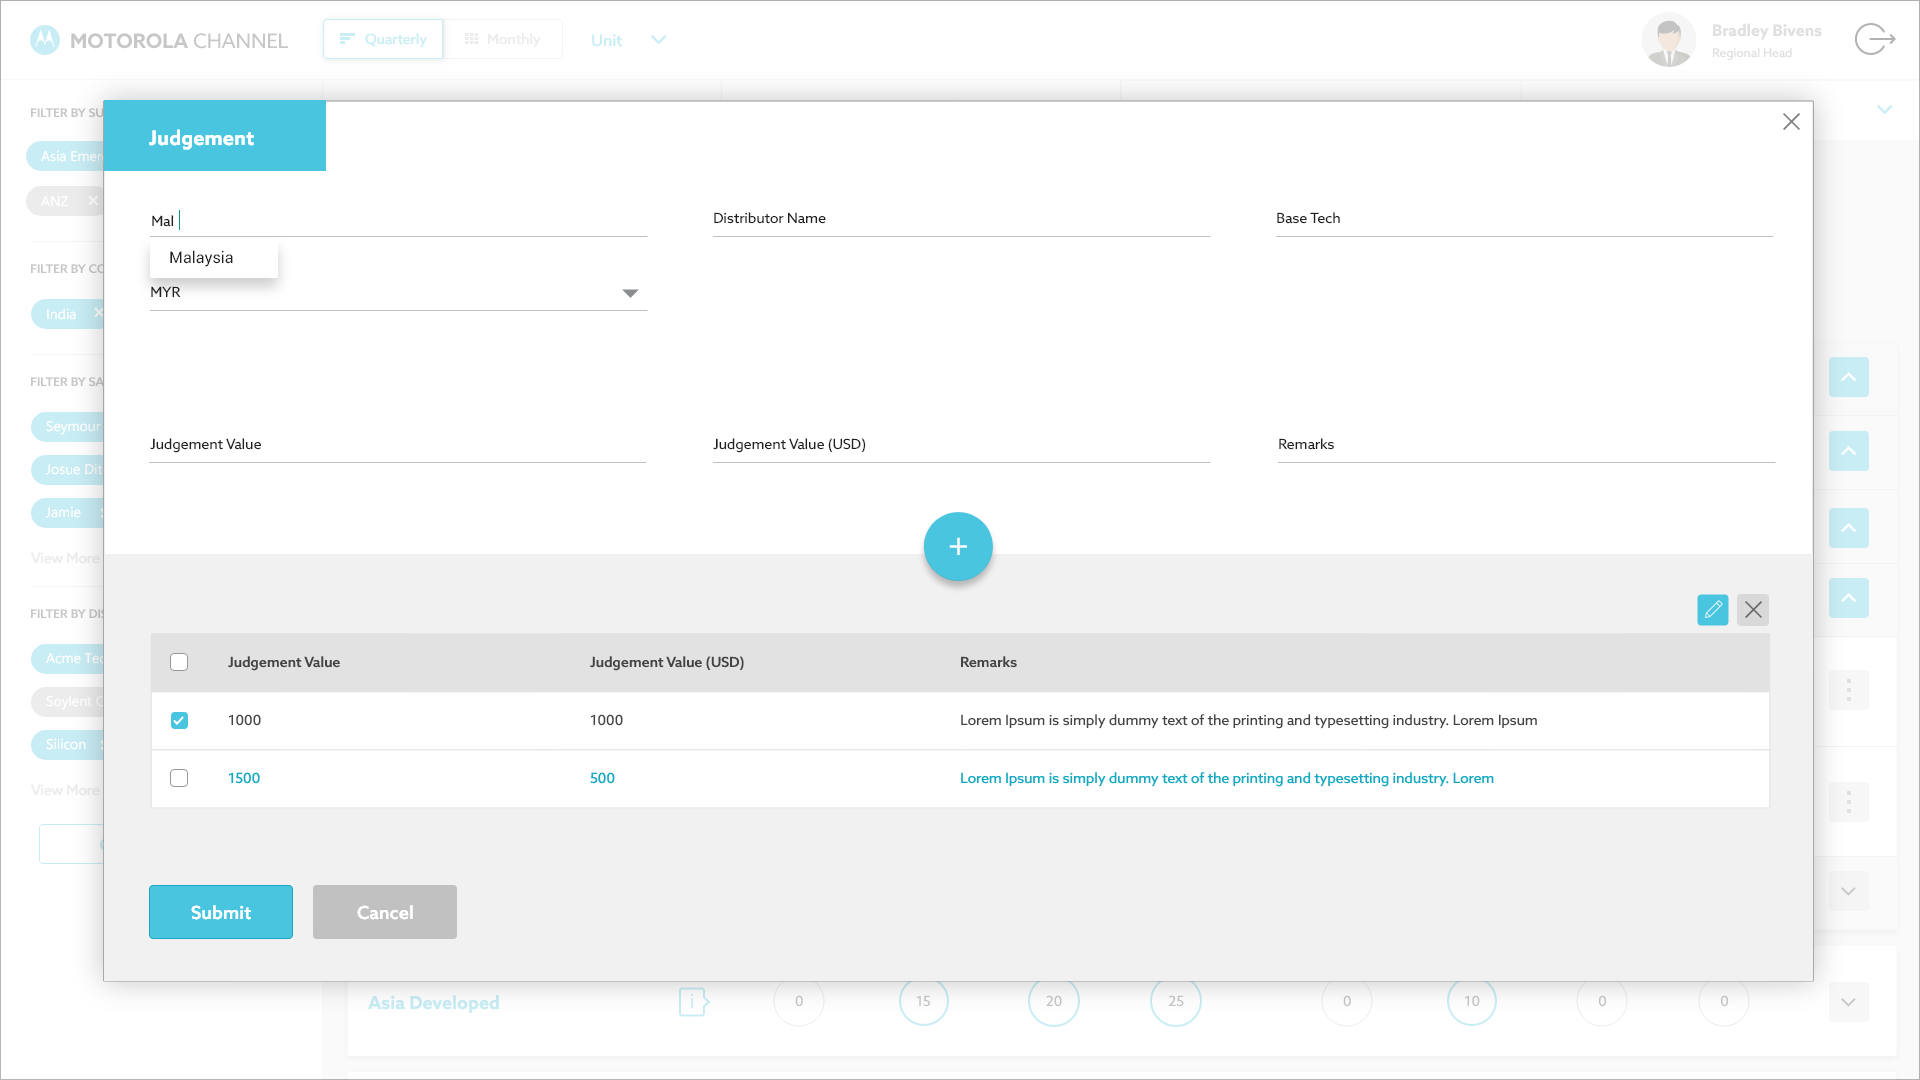 MOTOROLA CHANNEL
Quarterly
Monthly
Unit
Bradley Bivens
Regional Head
FILTER BY SU
Asia Emer
ANZ
FILTER BY CO
India
FILTER BY SA
Seymour
Josue Dit
Jamie
View More
FILTER BY DIS
Acme Tec
Soylent C
Silicon
View More
Judgement
Mal
Distributor Name
Base Tech
Malaysia
MYR
Judgement Value
Judgement Value (USD)
Remarks
+
Judgement Value
Judgement Value (USD)
Remarks
1000
1000
Lorem Ipsum is simply dummy text of the printing and typesetting industry. Lorem Ipsum
1500
500
Lorem Ipsum is simply dummy text of the printing and typesetting industry. Lorem
Submit
Cancel
Asia Developed
i
0
15
20
25
0
10
0
0